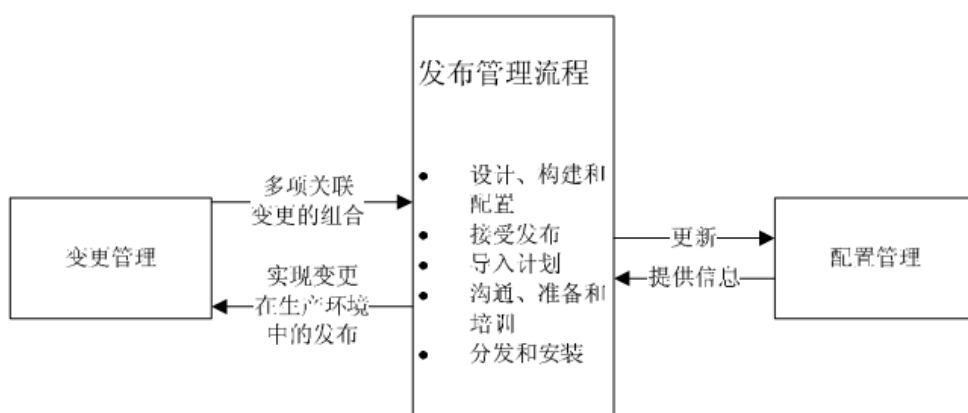 发布管理流程
设计、构建和
配置
接受发布
导入计划
沟通、准备和
培训
分发和安装
多项关联
变更的组合
变更管理
实现变更
在生产环境
中的发布
更新
提供信息
配置管理